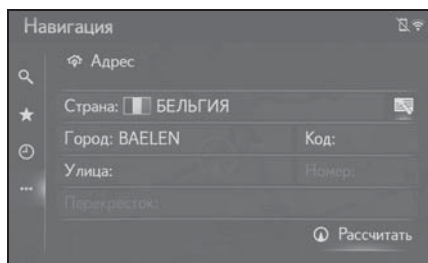 Навигация
Адрес
Страна: БЕЛЬГИЯ
Город: BAELEN Код:
Улица: Номер:
Перекресток:
Рассчитать